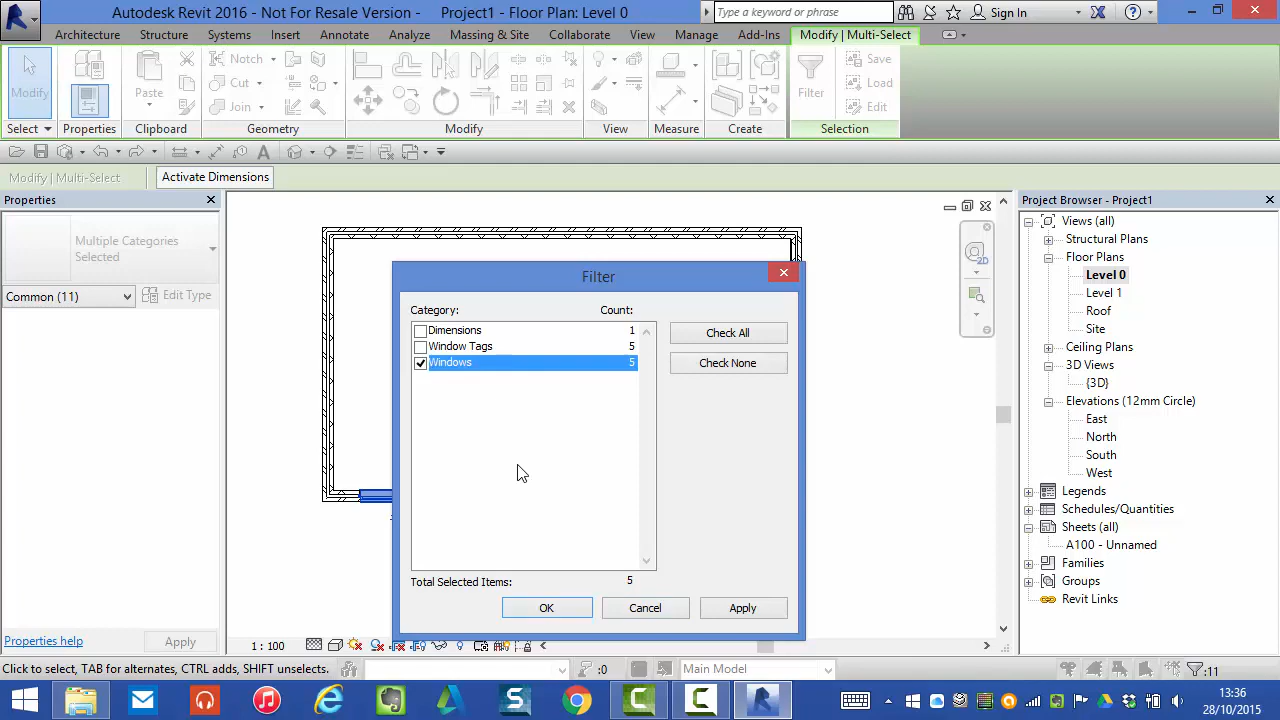 Autodesk Revit 2016 - Not For Resale Version - Project1 - Floor Plan: Level 0
Type a keyword or phrase
Sign In
Architecture Structure Systems Insert Annotate Analyze Massing & Site Collaborate View Manage Add-Ins Modify | Multi-Select
Modify
Paste
Notch
Cut
Join
Filter
Save
Load
Edit
Select Properties Clipboard Geometry Modify View Measure Create Selection
Modify | Multi-Select
Activate Dimensions
Properties
Multiple Categories
Selected
Common (11)
Edit Type
Properties help
Apply
2D
Filter
Category: Count:
Dimensions 1
Window Tags 5
Windows 5
Check All
Check None
Total Selected Items: 5
OK Cancel Apply
Project Browser - Project1
Views (all)
Structural Plans
Floor Plans
Level 0
Level 1
Roof
Site
Ceiling Plans
3D Views
{3D}
Elevations (12mm Circle)
East
North
South
West
Legends
Schedules/Quantities
Sheets (all)
A100 - Unnamed
Families
Groups
Revit Links
1 : 100
Click to select, TAB for alternates, CTRL adds, SHIFT unselects.
:0
Main Model
:11
13:36
28/10/2015